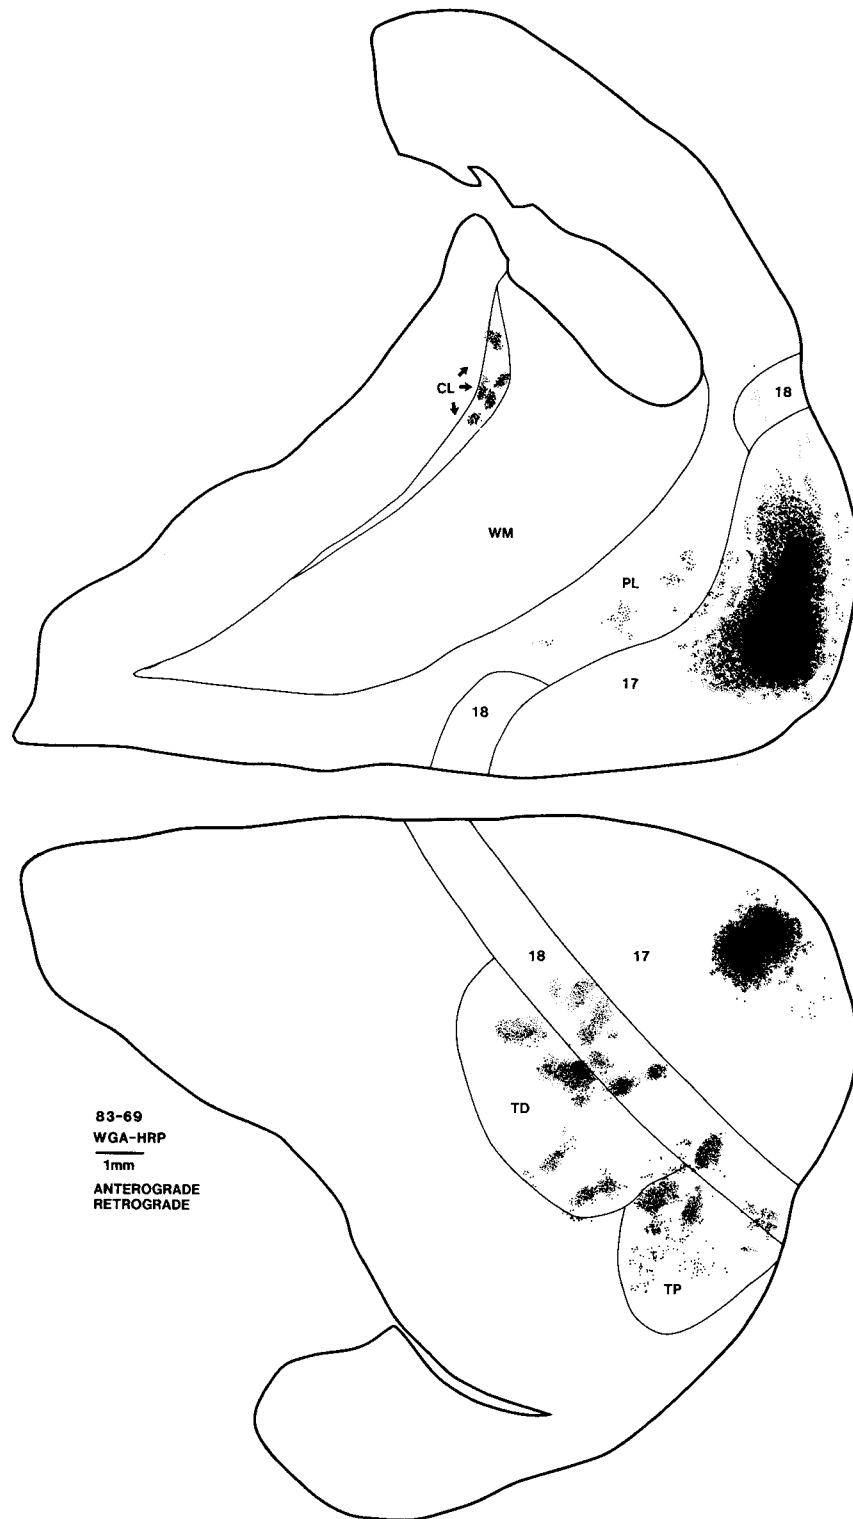 18
CL
WM
PL
17
18
18
17
TD
83-69
WGA-HRP
1mm
ANTEROGRADE
RETROGRADE
TP